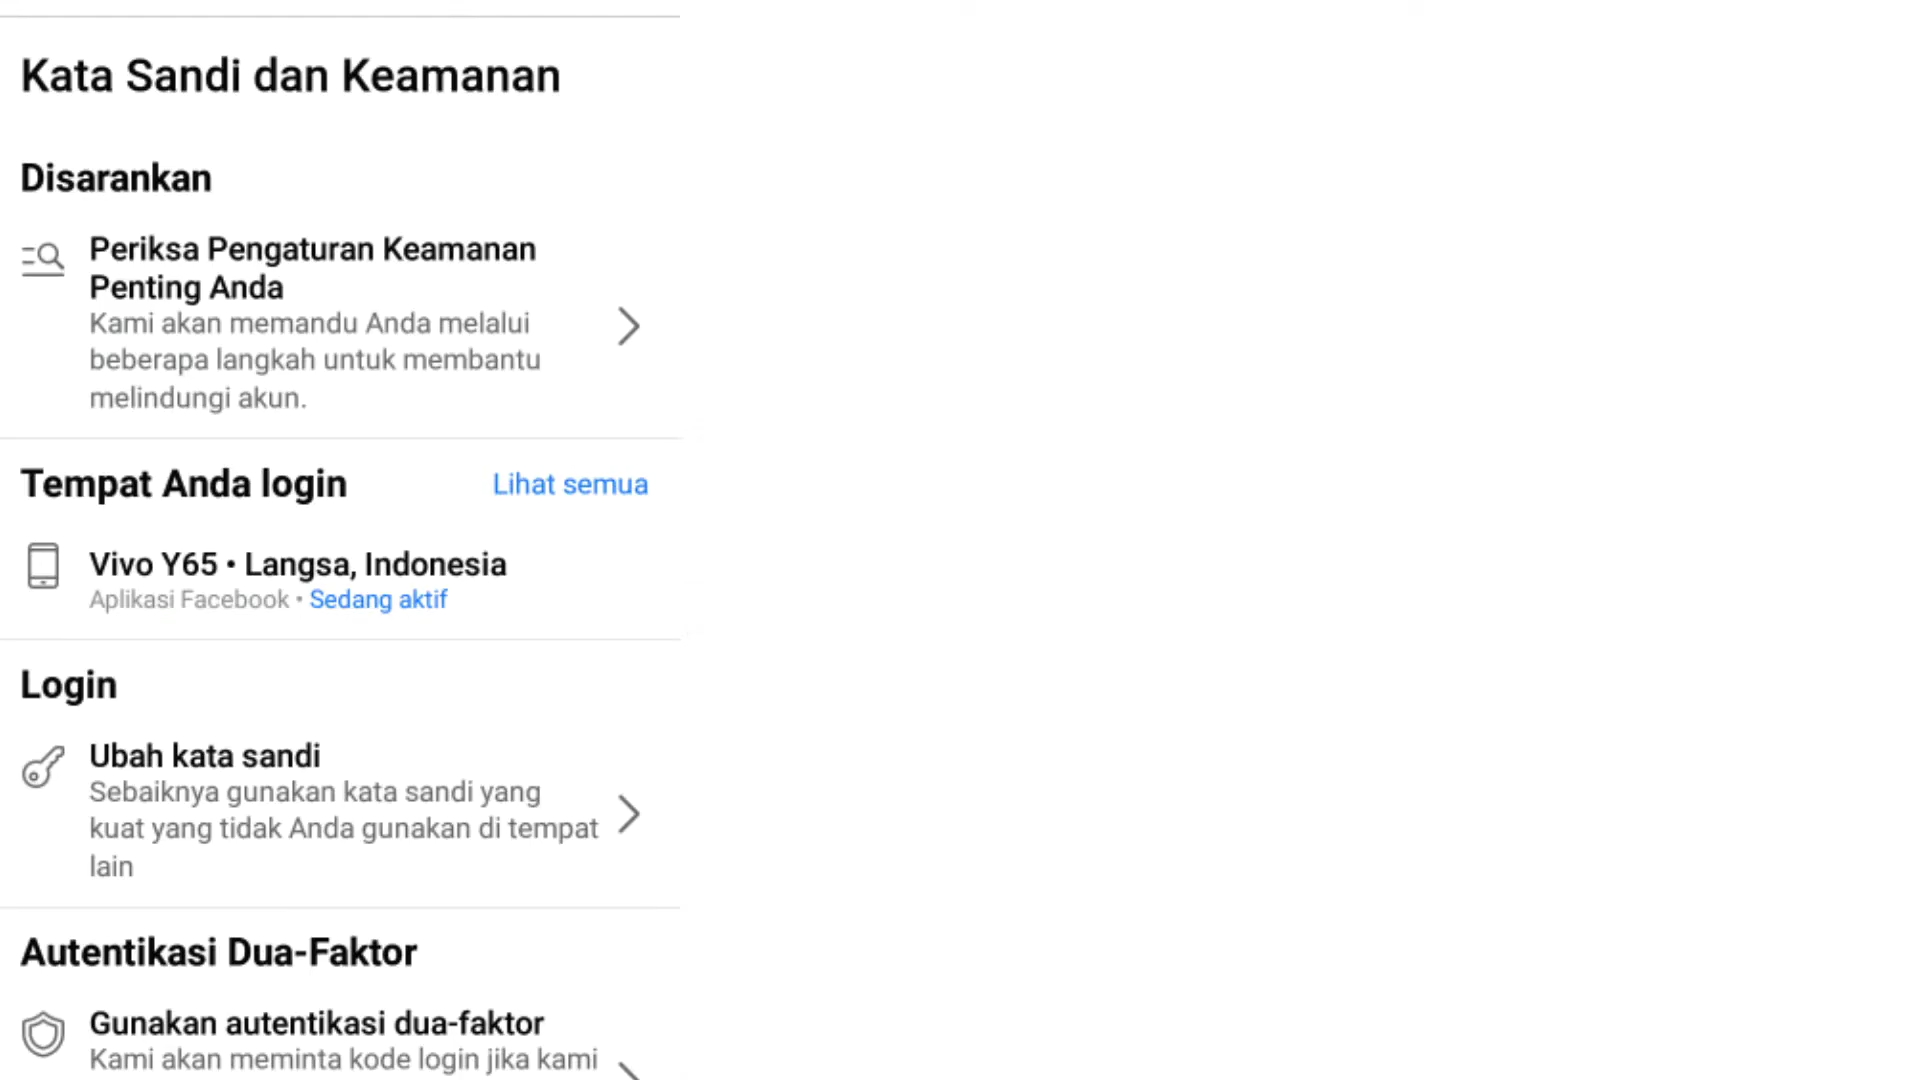 Kata Sandi dan Keamanan
Disarankan
Periksa Pengaturan Keamanan
Penting Anda
Kami akan memandu Anda melalui
beberapa langkah untuk membantu
melindungi akun.
Tempat Anda login Lihat semua
Vivo Y65 • Langsa, Indonesia
Aplikasi Facebook • Sedang aktif
Login
Ubah kata sandi
Sebaiknya gunakan kata sandi yang
kuat yang tidak Anda gunakan di tempat
lain
Autentikasi Dua-Faktor
Gunakan autentikasi dua-faktor
Kami akan meminta kode login jika kami